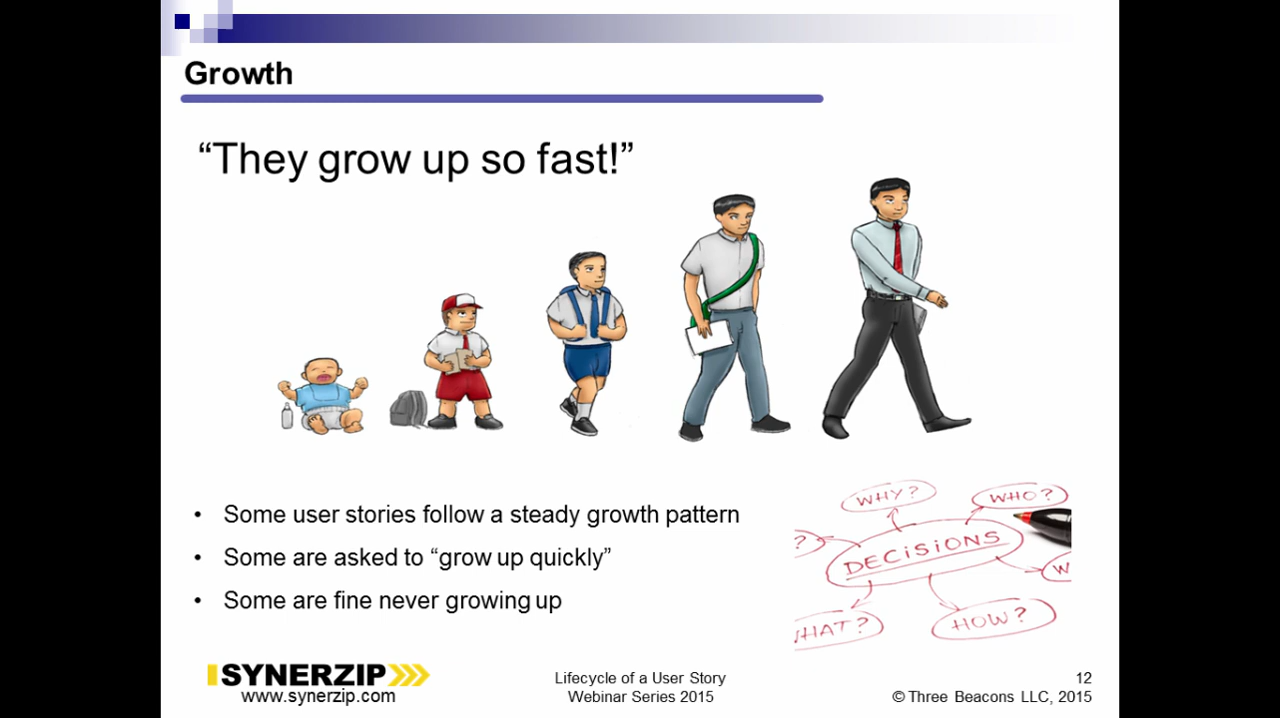 Growth
“They grow up so fast!”
• Some user stories follow a steady growth pattern
• Some are asked to “grow up quickly”
• Some are fine never growing up
WHY?
WHO?
?
DECISIONS
W
HAT?
HOW?
SYNERZIP
www.synerzip.com
Lifecycle of a User Story
Webinar Series 2015
12
© Three Beacons LLC, 2015